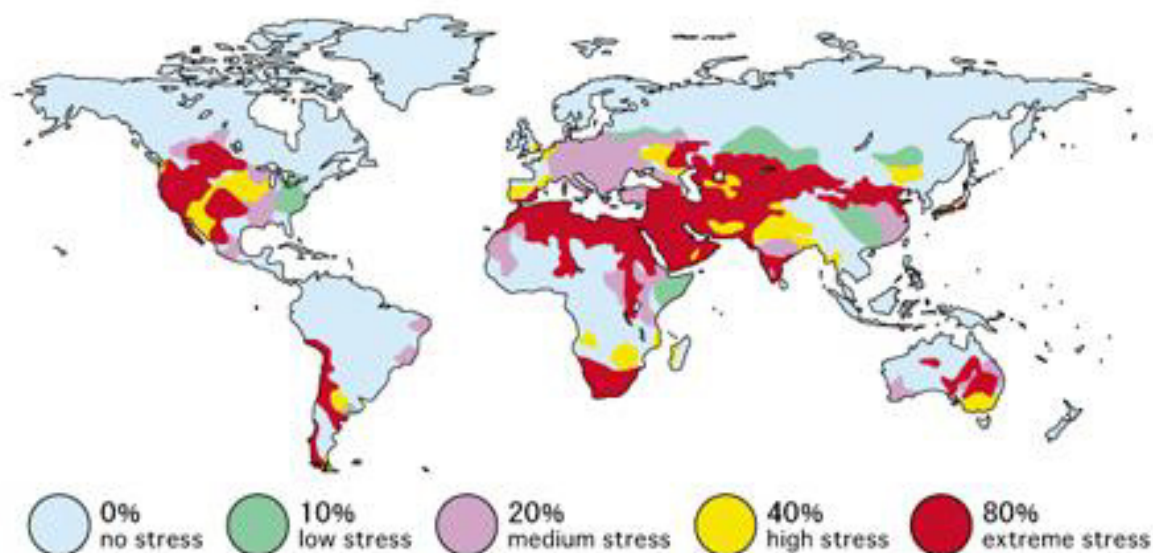 0%
no stress
10%
low stress
20%
medium stress
40%
high stress
80%
extreme stress